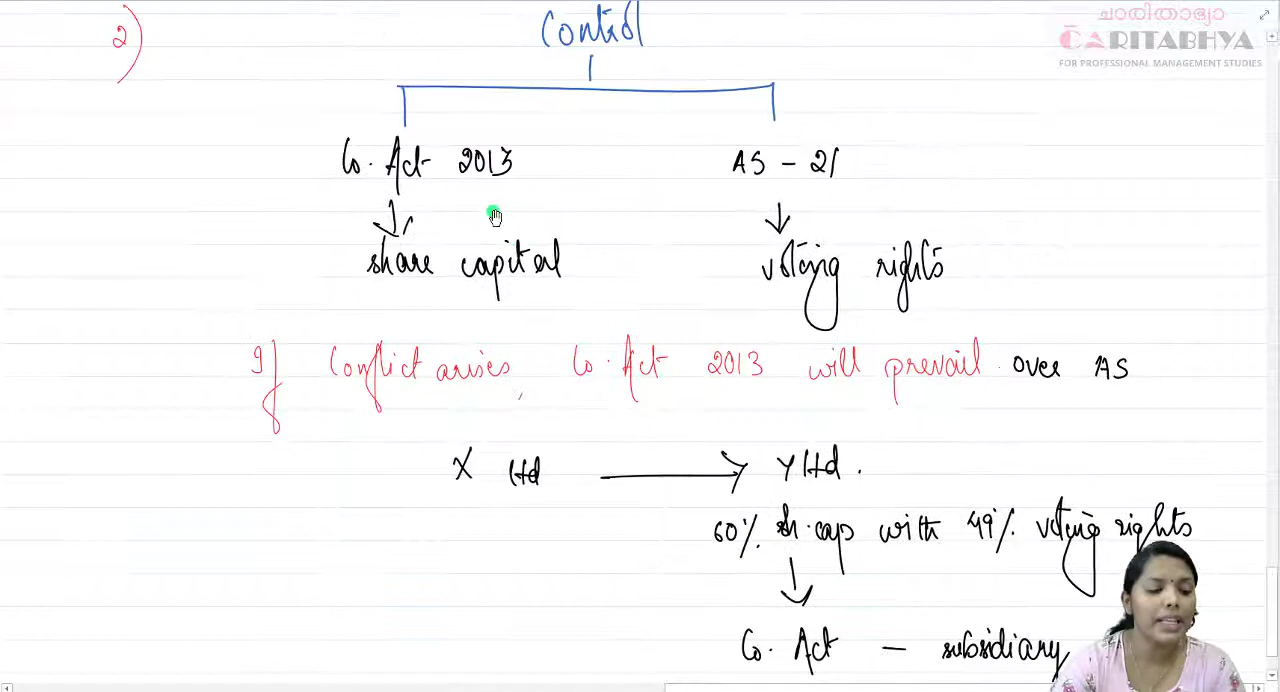 2)
Control
ചാരിതാഭ്യാ
CARITABHYA
FOR PROFESSIONAL MANAGEMENT STUDIES
Co. Act 2013
AS - 21
share capital
voting rights
If Conflict arises, Co. Act 2013 will prevail. over AS
X Ltd
Y Ltd.
60% sh. cap with 49% voting rights
Co. Act - subsidiary